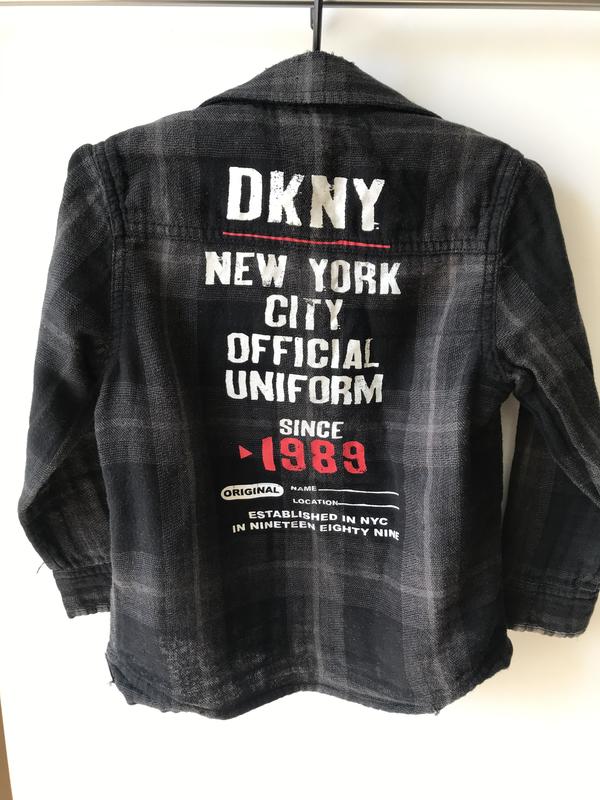 DKNY
NEW YORK
CITY
OFFICIAL
UNIFORM
SINCE
1989
ORIGINAL NAME
LOCATION
ESTABLISHED IN NYC
IN NINETEEN EIGHTY NINE